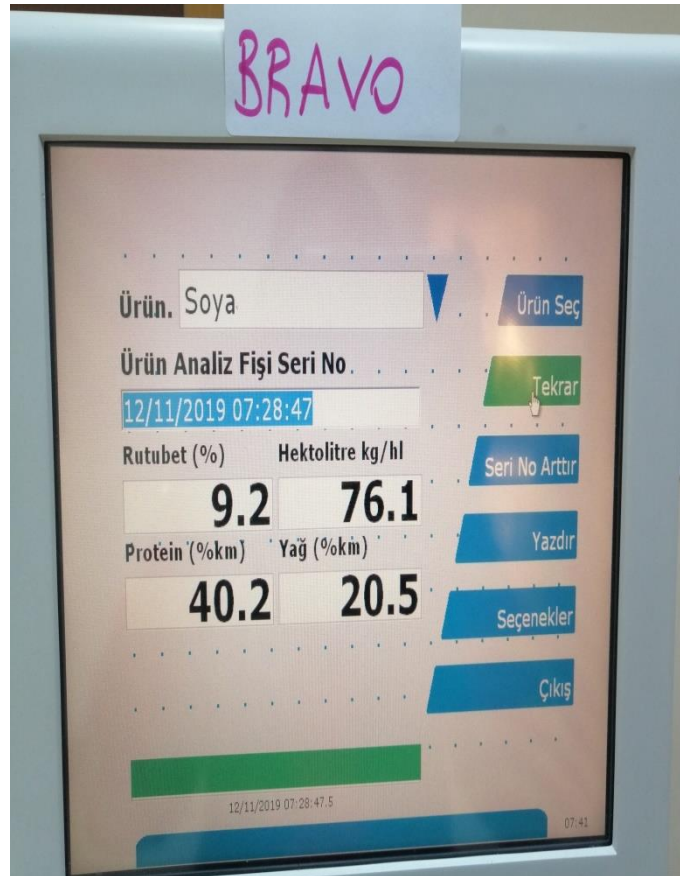 BRAVO
Ürün. Soya
Ürün Seç
Ürün Analiz Fişi Seri No
Tekrar
12/11/2019 07:28:47
Rutubet (%) Hektolitre kg/hl
Seri No Arttır
9.2 76.1
Yazdır
Protein (%km) Yağ (%km)
40.2 20.5
Seçenekler
Çıkış
12/11/2019 07:28:47.5
07:41